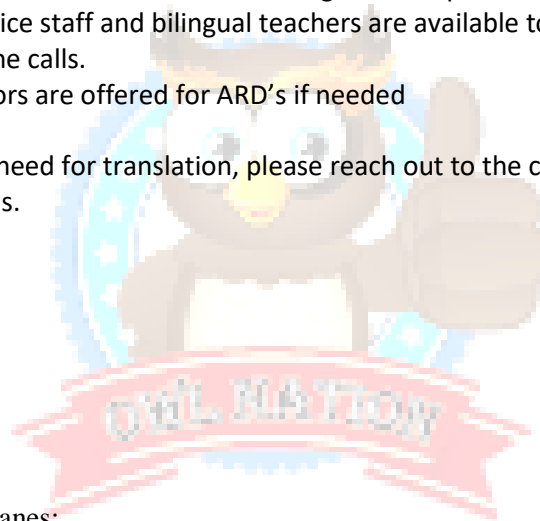 ice staff and bilingual teachers are available to
ne calls.
ors are offered for ARD's if needed
need for translation, please reach out to the c
s.
OWL NATION
anes: